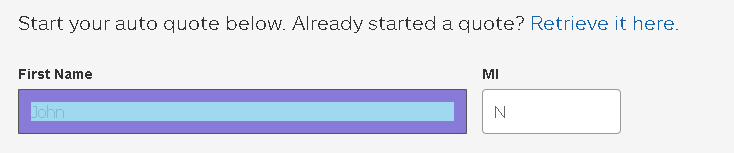 Start your auto quote below. Already started a quote? Retrieve it here.
First Name MI
John N